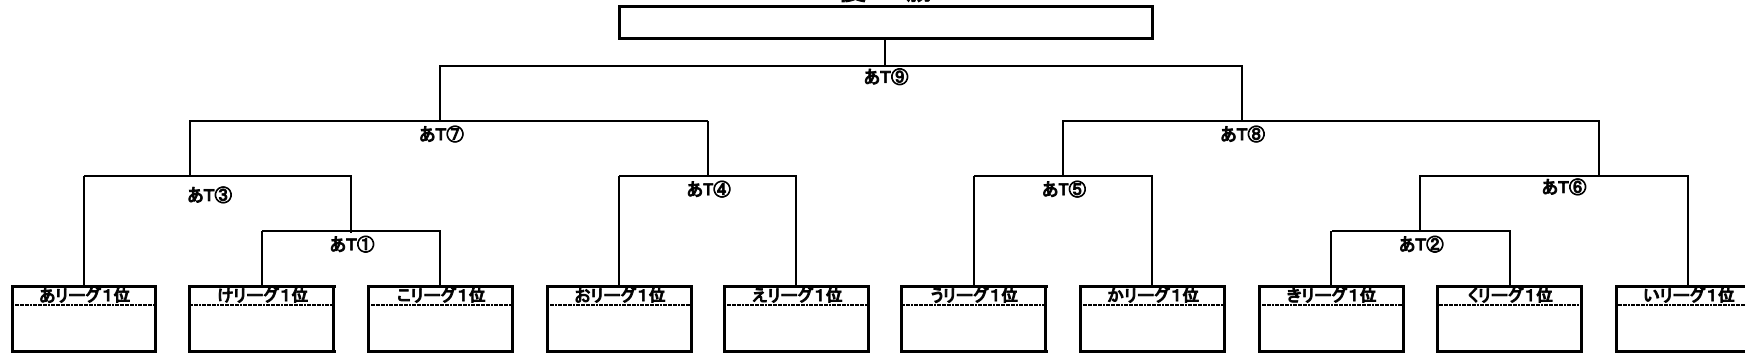 あT⑨
あT⑦
あT⑧
あT③
あT④
あT⑤
あT⑥
あT①
あT②
あリーグ１位
けリーグ１位
こリーグ１位
おリーグ１位
えリーグ１位
うリーグ１位
かリーグ１位
きリーグ１位
くリーグ１位
いリーグ１位